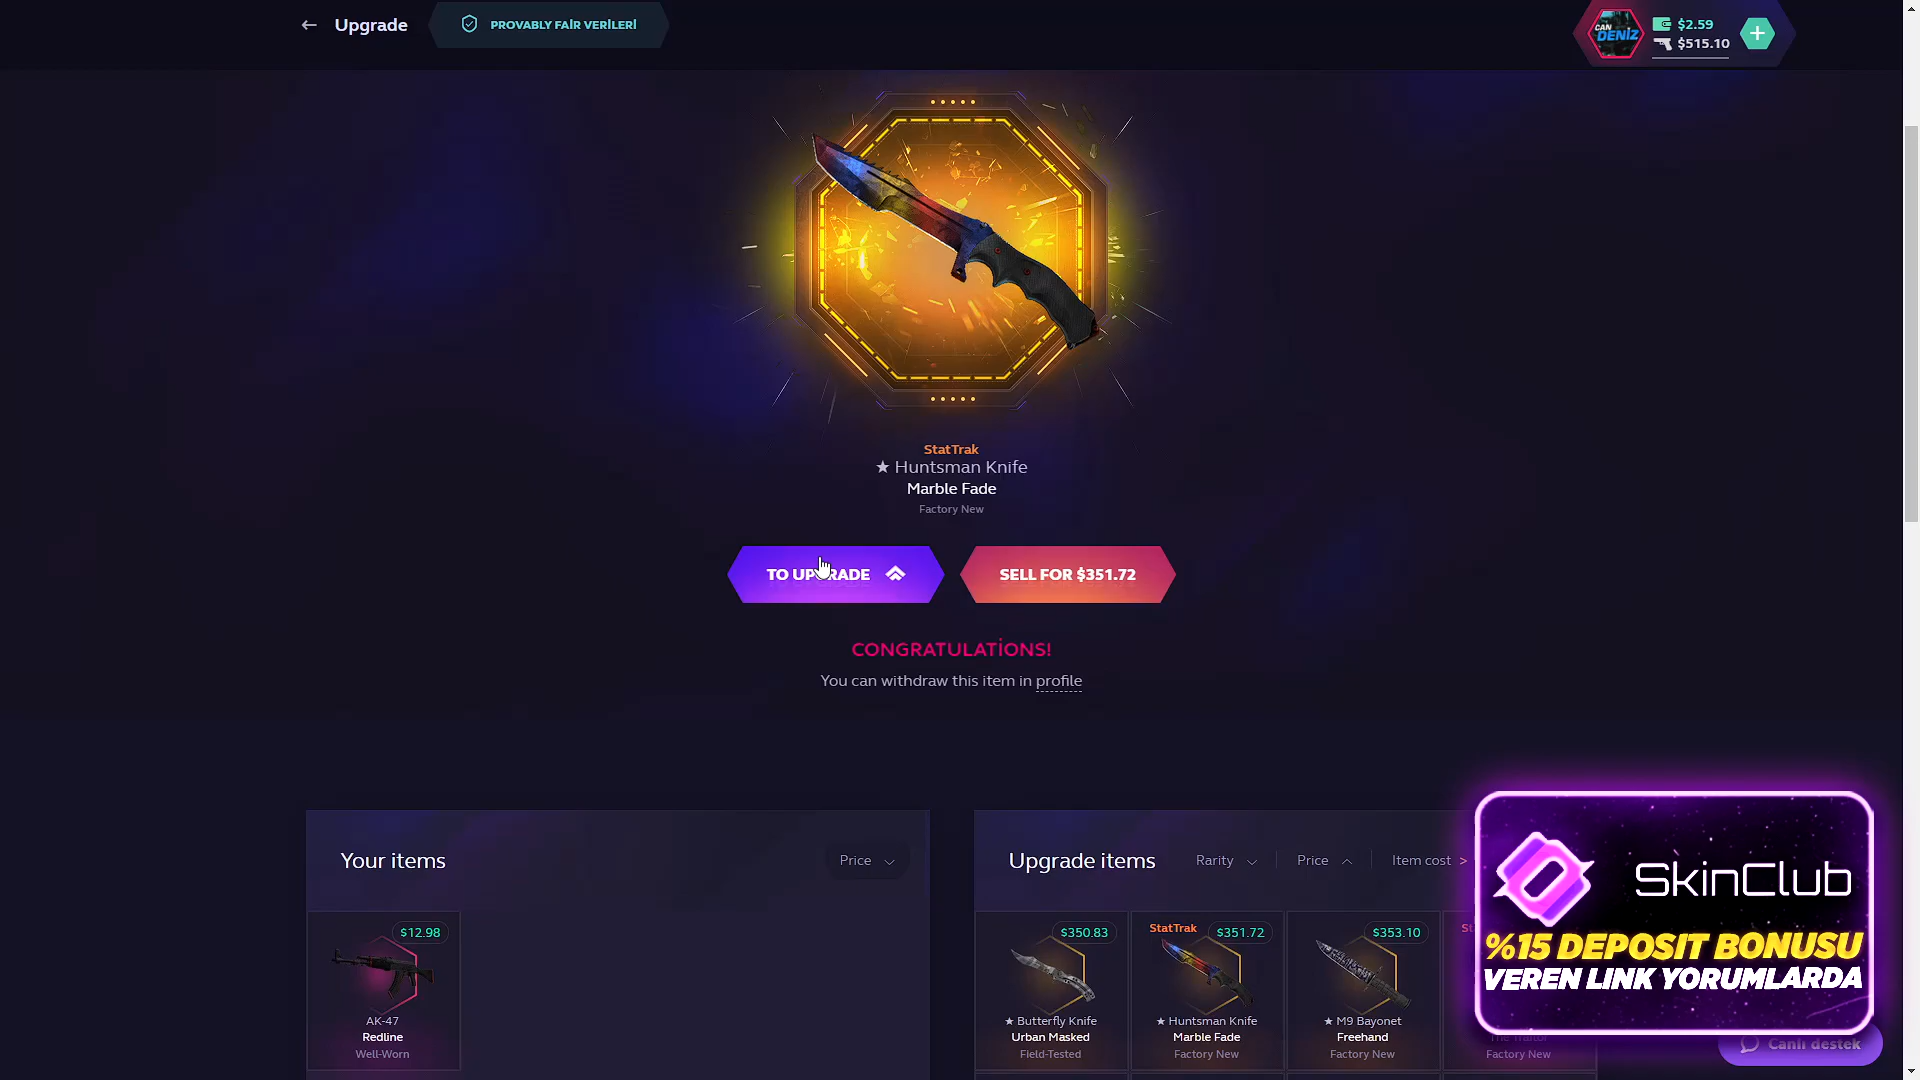 Upgrade
PROVABLY FAİR VERİLERİ
CAN
DENİZ
$2.59
$515.10
StatTrak
★ Huntsman Knife
Marble Fade
Factory New
TO UPGRADE
SELL FOR $351.72
CONGRATULATİONS!
You can withdraw this item in profile
Your items
Price
Upgrade items
Rarity
Price
Item cost >
$12.98
AK-47
Redline
Well-Worn
$350.83
★ Butterfly Knife
Urban Masked
Field-Tested
StatTrak
$351.72
★ Huntsman Knife
Marble Fade
Factory New
$353.10
★ M9 Bayonet
Freehand
Factory New
The Traitor
Factory New
SkinClub
%15 DEPOSIT BONUSU
VEREN LINK YORUMLARDA
Canlı destek